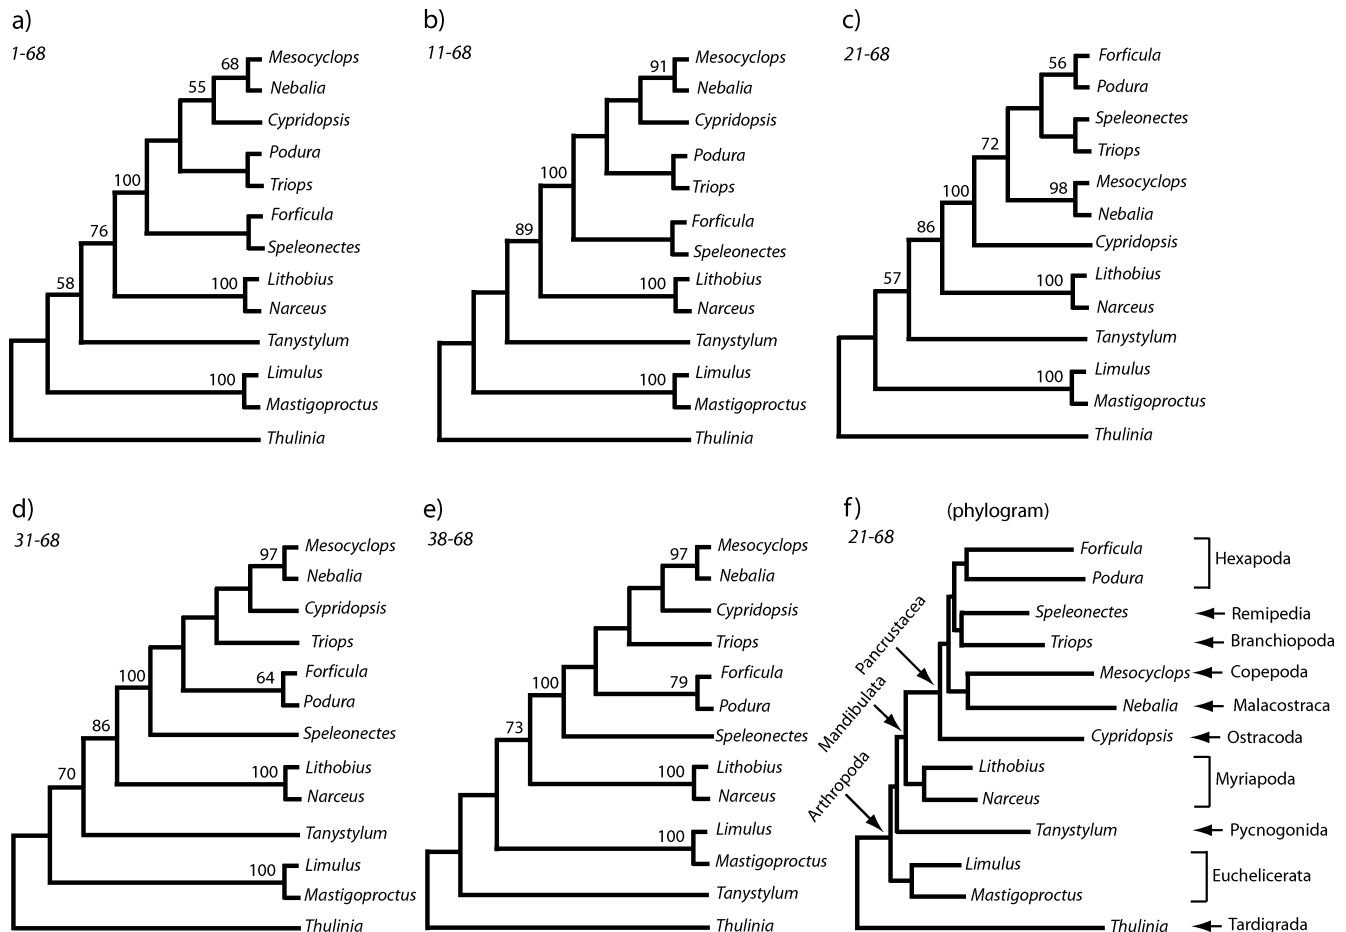 a)
1-68
68
Mesocyclops
Nebalia
55
Cypridopsis
Podura
Triops
100
Forficula
Speleonectes
76
Lithobius
100
Narceus
58
Tanystylum
Limulus
100
Mastigoproctus
Thulinia
b)
11-68
91
Mesocyclops
Nebalia
Cypridopsis
Podura
Triops
100
Forficula
Speleonectes
89
Lithobius
100
Narceus
Tanystylum
Limulus
100
Mastigoproctus
Thulinia
c)
21-68
Forficula
56
Podura
Speleonectes
Triops
72
Mesocyclops
98
Nebalia
100
Cypridopsis
86
Lithobius
100
Narceus
57
Tanystylum
Limulus
100
Mastigoproctus
Thulinia
d)
31-68
Mesocyclops
97
Nebalia
Cypridopsis
Triops
Forficula
64
Podura
100
Speleonectes
86
Lithobius
100
Narceus
70
Tanystylum
Limulus
100
Mastigoproctus
Thulinia
e)
38-68
Mesocyclops
97
Nebalia
Cypridopsis
Triops
Forficula
79
Podura
100
Speleonectes
73
Lithobius
100
Narceus
Limulus
100
Mastigoproctus
Tanystylum
Thulinia
f)
(phylogram)
21-68
Forficula
Podura
Hexapoda
Speleonectes
Remipedia
Triops
Branchiopoda
Pancrustacea
Mesocyclops
Copepoda
Nebalia
Malacostraca
Mandibulata
Cypridopsis
Ostracoda
Lithobius
Narceus
Myriapoda
Arthropoda
Tanystylum
Pycnogonida
Limulus
Mastigoproctus
Euchelicerata
Thulinia
Tardigrada